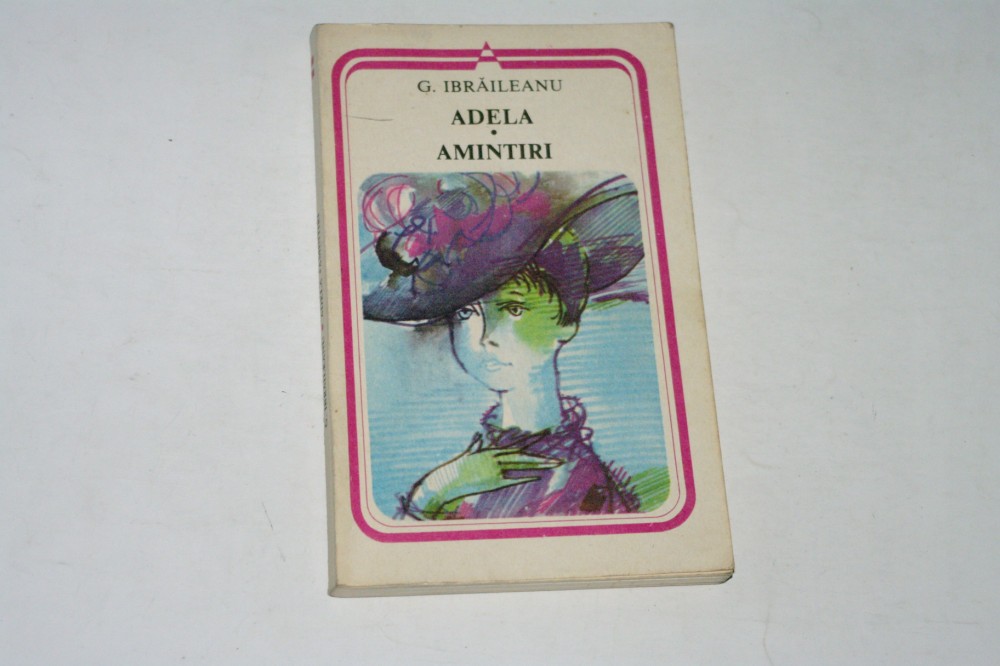 G. IBRĂILEANU
ADELA
•
AMINTIRI